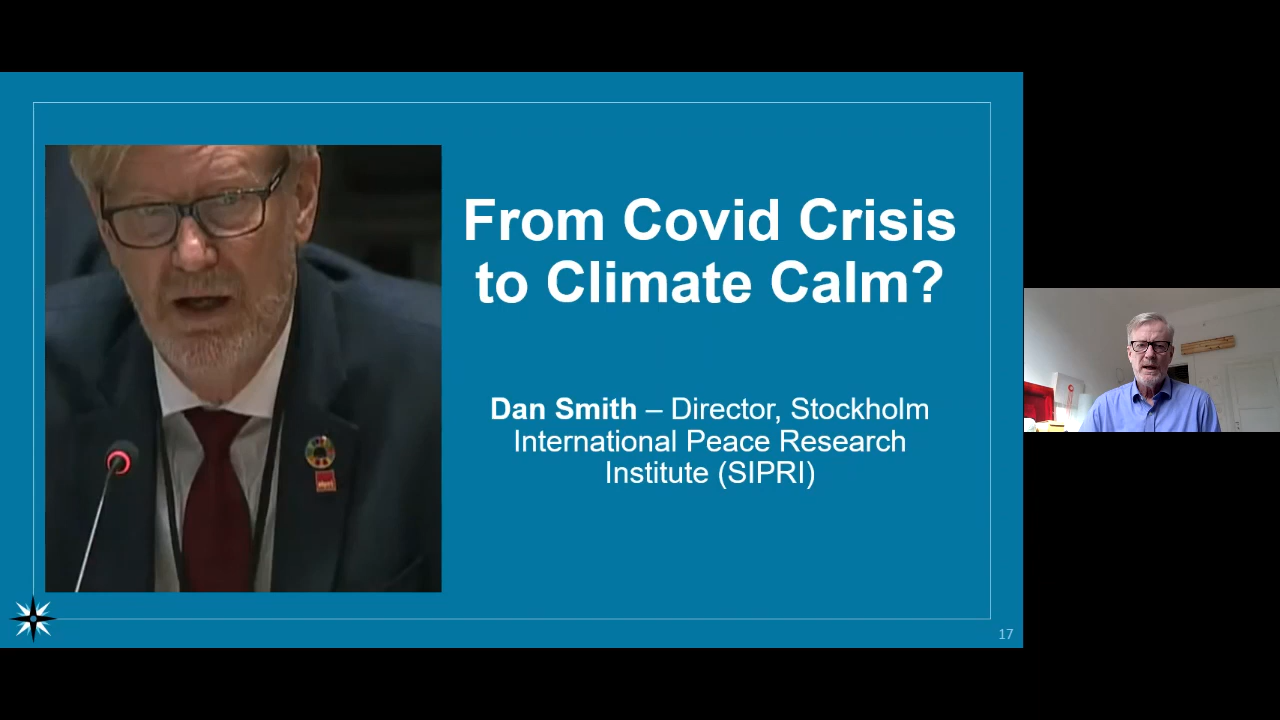 From Covid Crisis
to Climate Calm?
Dan Smith – Director, Stockholm
International Peace Research
Institute (SIPRI)
17